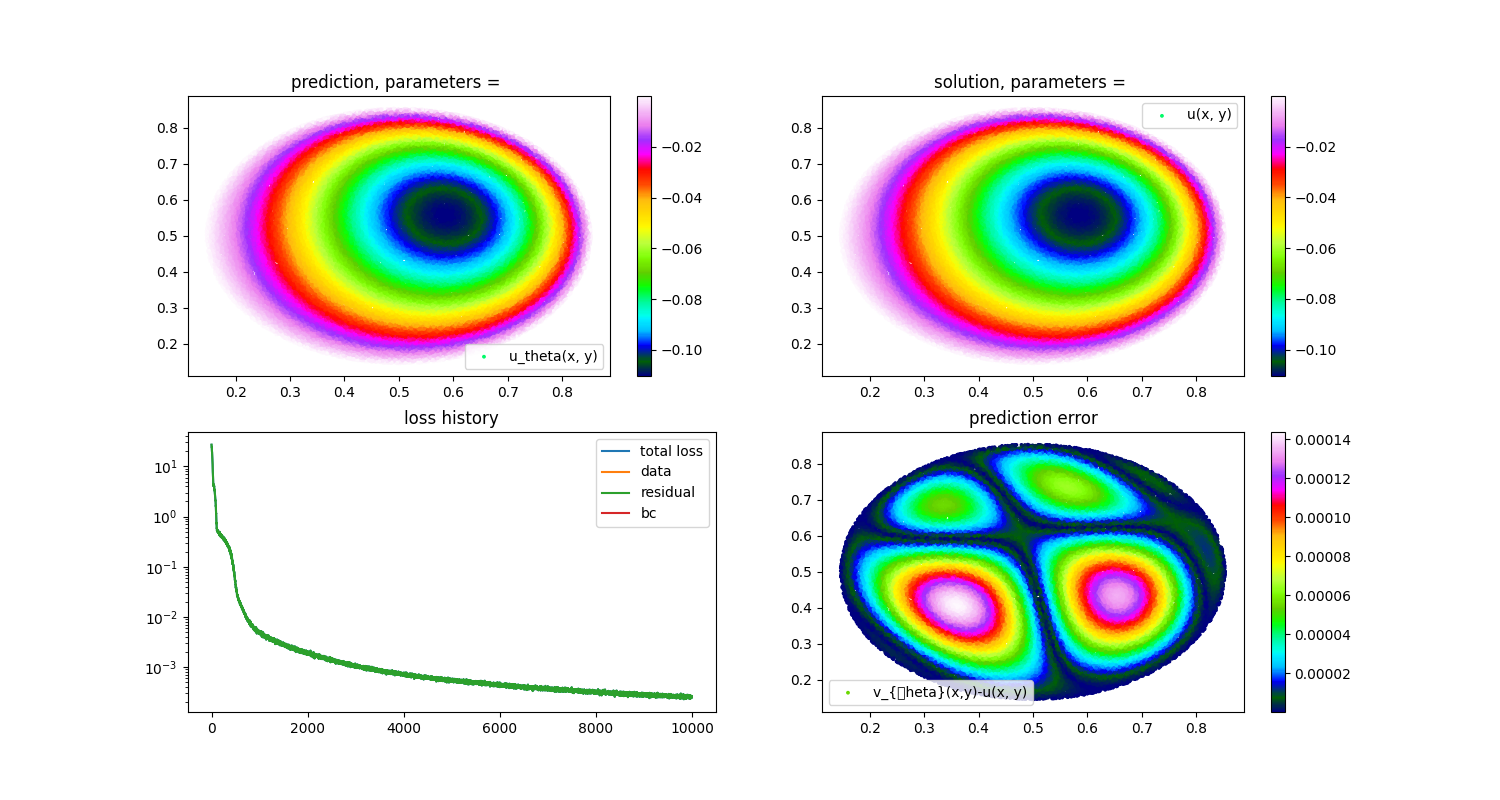 prediction, parameters =
0.8
0.7
0.6
0.5
0.4
0.3
0.2
0.2 0.3 0.4 0.5 0.6 0.7 0.8
u_theta(x, y)
−0.02
−0.04
−0.06
−0.08
−0.10
solution, parameters =
0.8
0.7
0.6
0.5
0.4
0.3
0.2
0.2 0.3 0.4 0.5 0.6 0.7 0.8
u(x, y)
−0.02
−0.04
−0.06
−0.08
−0.10
loss history
10¹
10⁰
10⁻¹
10⁻²
10⁻³
0 2000 4000 6000 8000 10000
total loss
data
residual
bc
prediction error
0.8
0.7
0.6
0.5
0.4
0.3
0.2
0.2 0.3 0.4 0.5 0.6 0.7 0.8
v_{▯heta}(x,y)-u(x, y)
0.00014
0.00012
0.00010
0.00008
0.00006
0.00004
0.00002